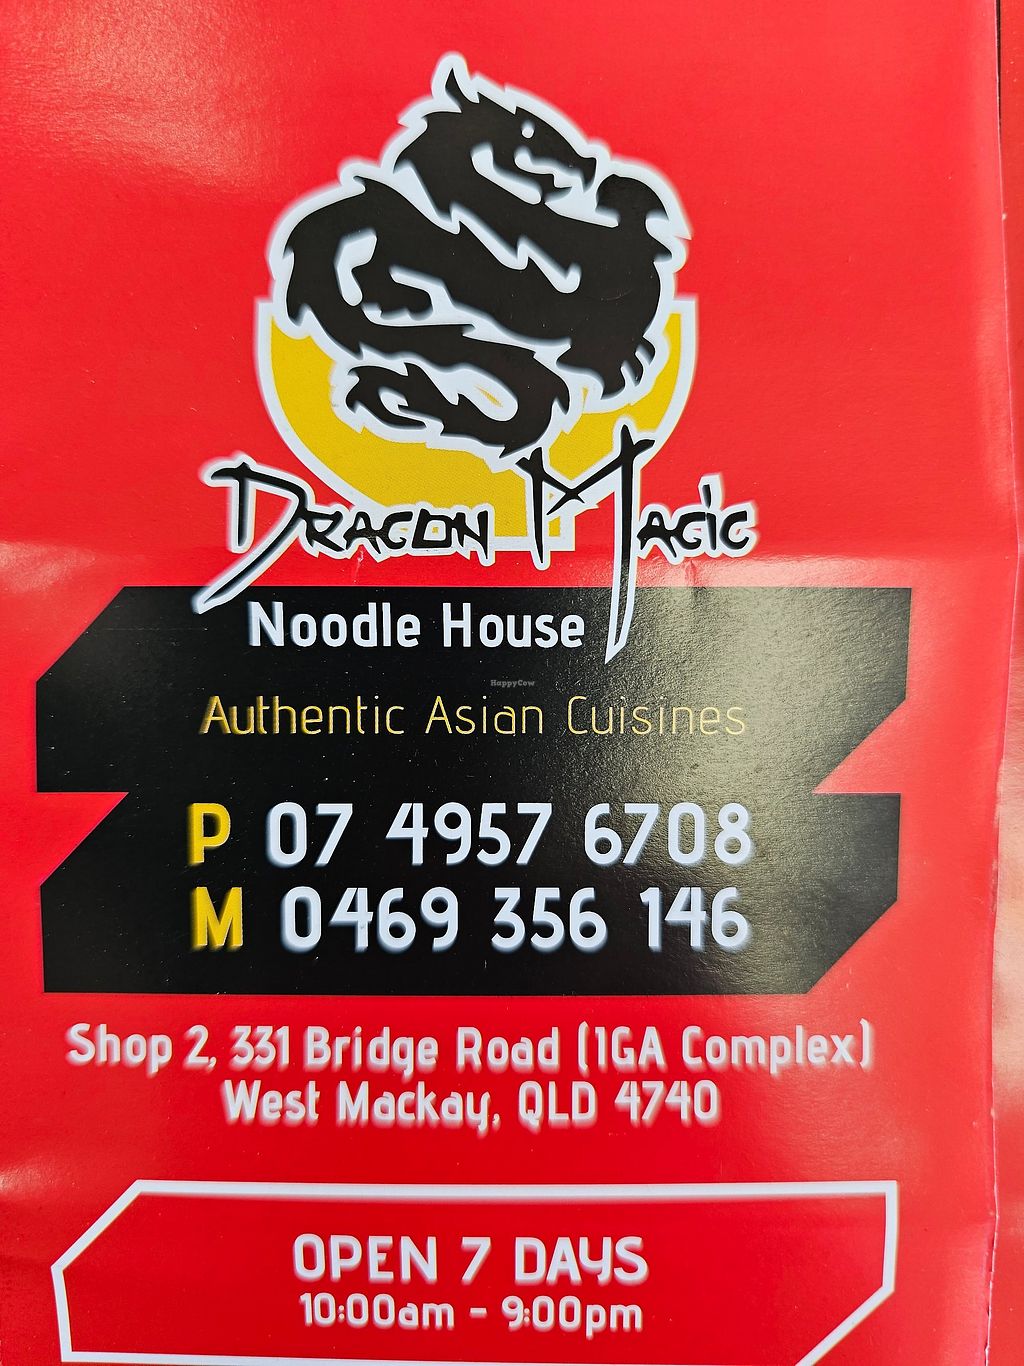 Dragon Magic
Noodle House
HappyCow
Authentic Asian Cuisines
P 07 4957 6708
M 0469 356 146
Shop 2, 331 Bridge Road (IGA Complex)
West Mackay, QLD 4740
OPEN 7 DAYS
10:00am - 9:00pm